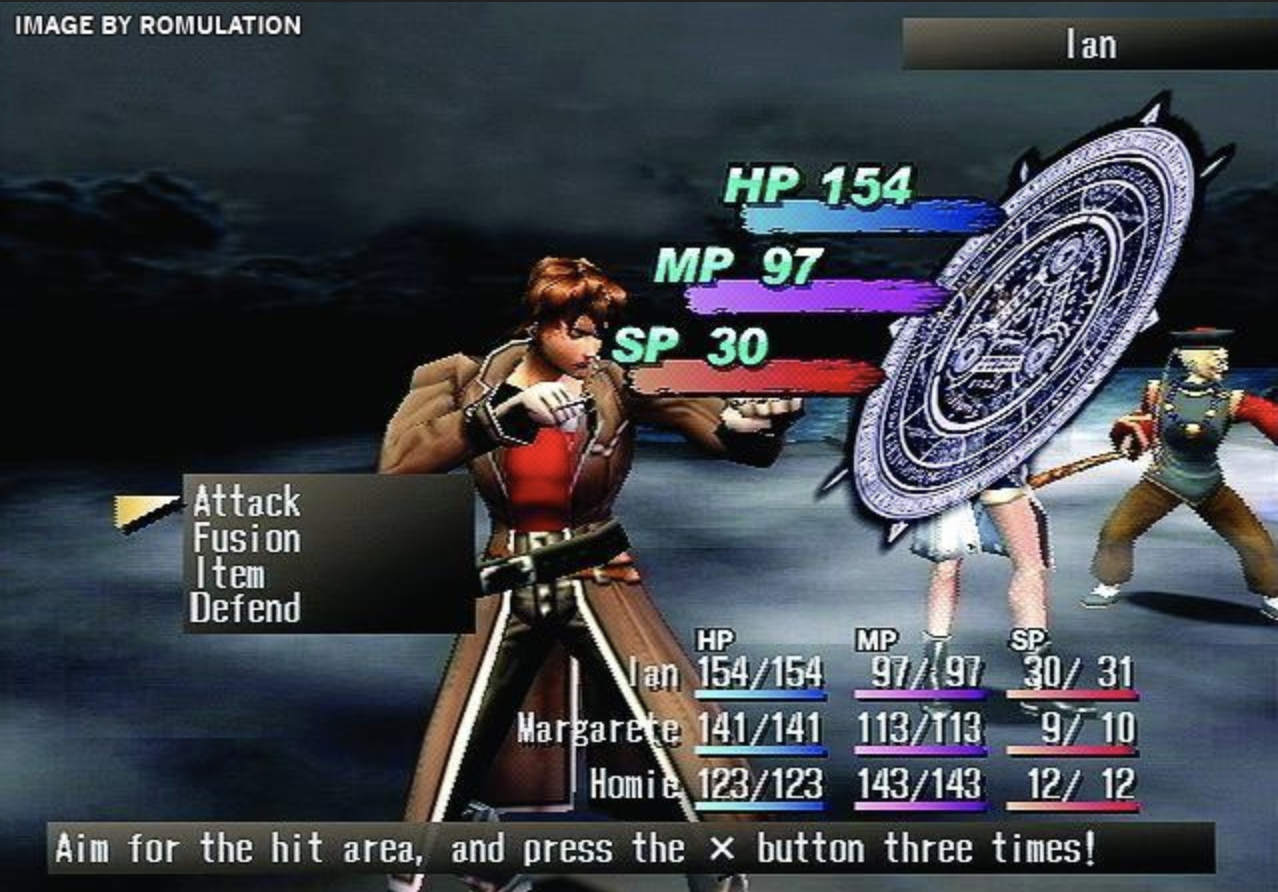 IMAGE BY ROMULATION
Ian
HP 154
MP 97
SP 30
Attack
Fusion
Item
Defend
HP MP SP
Ian 154/154 97/ 97 30/ 31
Margarete 141/141 113/113 9/ 10
Homie 123/123 143/143 12/ 12
Aim for the hit area, and press the × button three times!